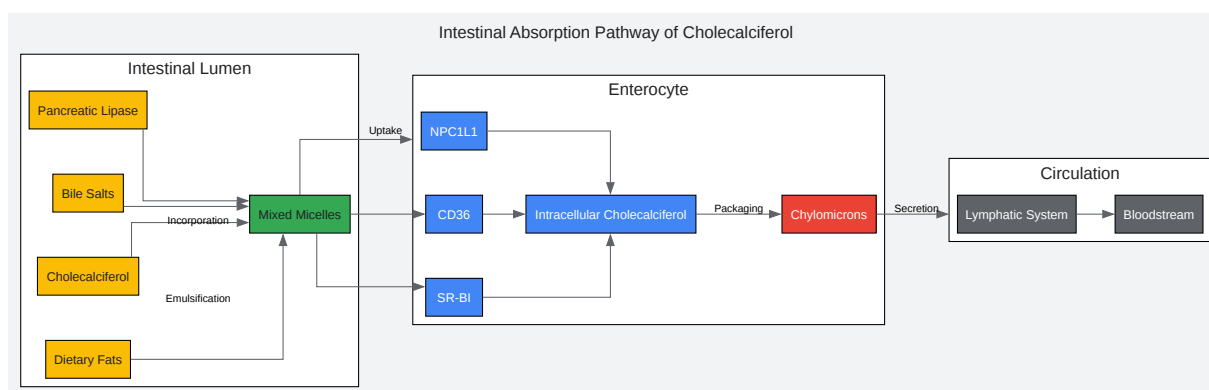 Intestinal Absorption Pathway of Cholecalciferol
Intestinal Lumen
Pancreatic Lipase
Bile Salts
Incorporation
Cholecalciferol
Emulsification
Dietary Fats
Mixed Micelles
Uptake
Enterocyte
NPC1L1
CD36
SR-BI
Intracellular Cholecalciferol
Packaging
Chylomicrons
Secretion
Circulation
Lymphatic System
Bloodstream